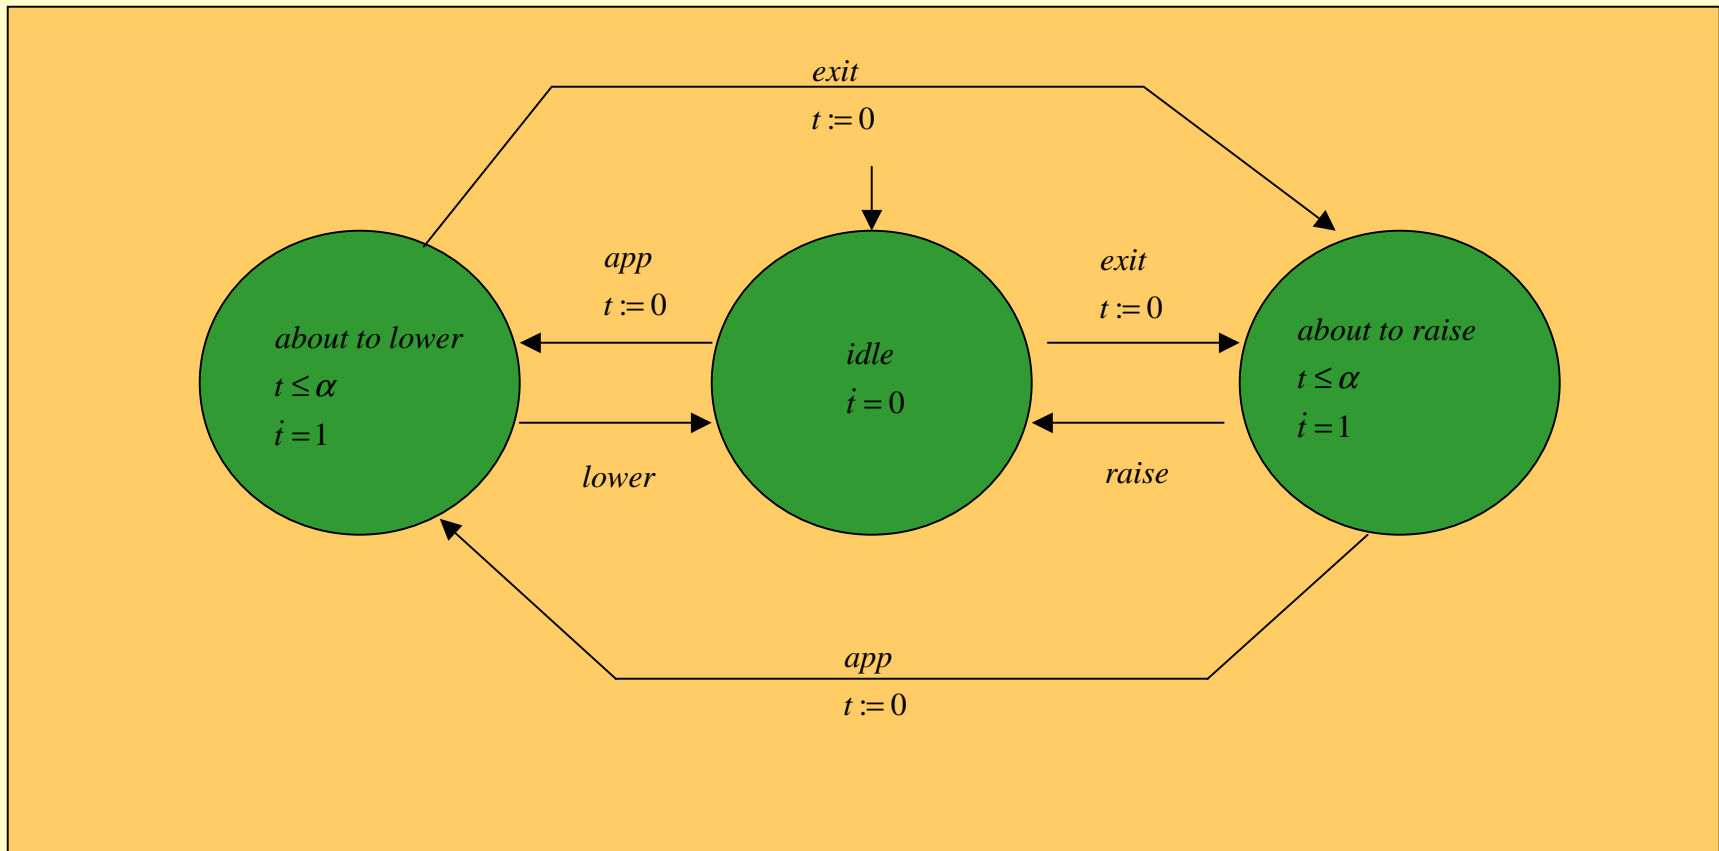 exit
t := 0
app
t := 0
exit
t := 0
about to lower
t ≤ α
ṫ = 1
idle
ṫ = 0
about to raise
t ≤ α
ṫ = 1
lower
raise
app
t := 0